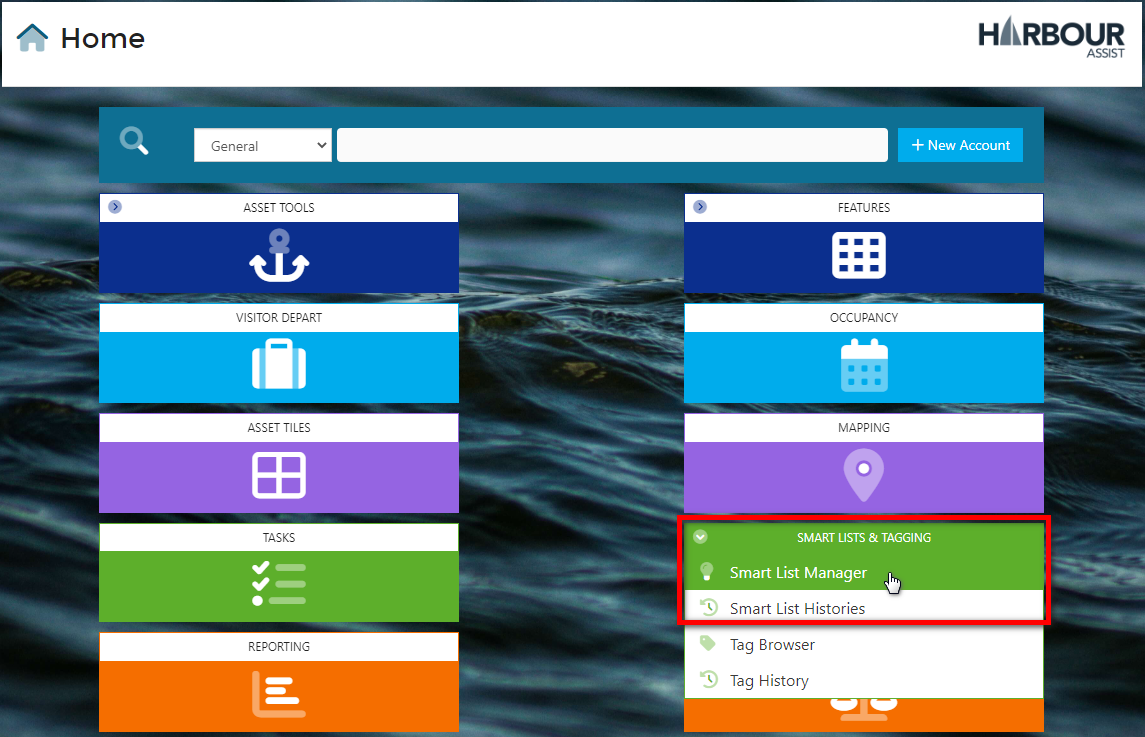 Home
HARBOUR
ASSIST
General
+ New Account
ASSET TOOLS
FEATURES
VISITOR DEPART
OCCUPANCY
ASSET TILES
MAPPING
TASKS
SMART LISTS & TAGGING
Smart List Manager
Smart List Histories
Tag Browser
Tag History
REPORTING